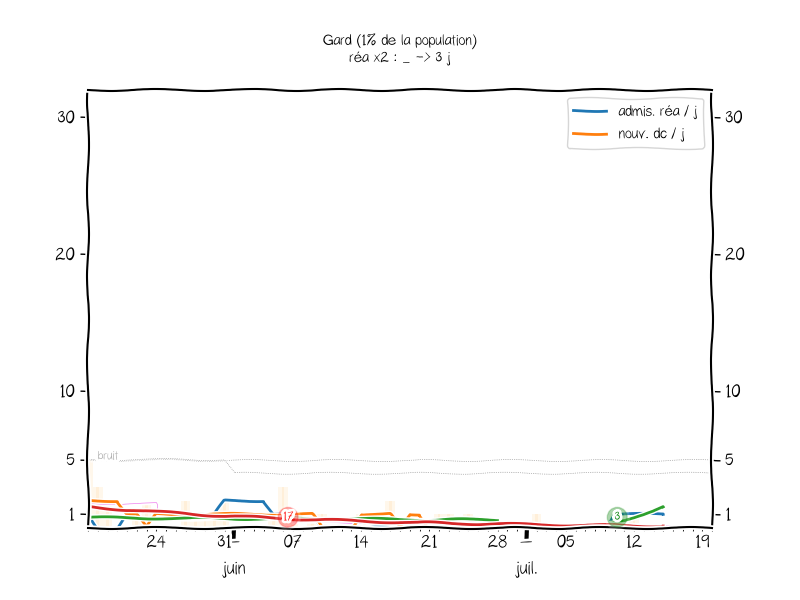 Gard (1% de la population)
réa x2 : _ -> 3 j
admis. réa / j
nouv. dc / j
30
20
10
5
1
30
20
10
5
1
bruit
17
3
24 31 07 14 21 28 05 12 19
juin juil.